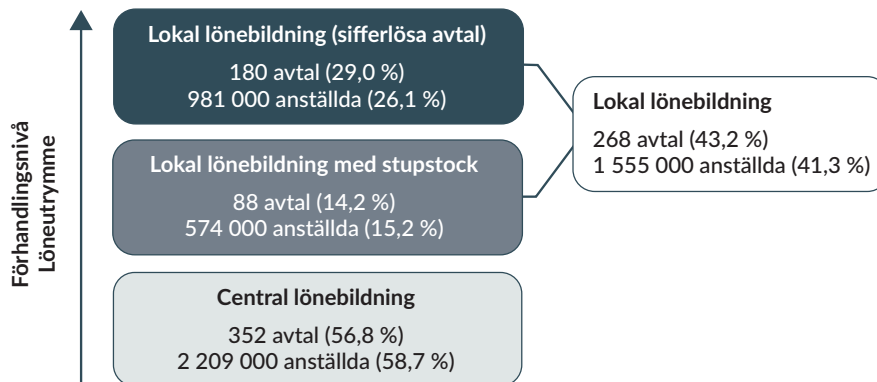 Förhandlingsnivå
Löneutrymme
Lokal lönebildning (sifferlösa avtal)
180 avtal (29,0 %)
981 000 anställda (26,1 %)
Lokal lönebildning med stupstock
88 avtal (14,2 %)
574 000 anställda (15,2 %)
Central lönebildning
352 avtal (56,8 %)
2 209 000 anställda (58,7 %)
Lokal lönebildning
268 avtal (43,2 %)
1 555 000 anställda (41,3 %)